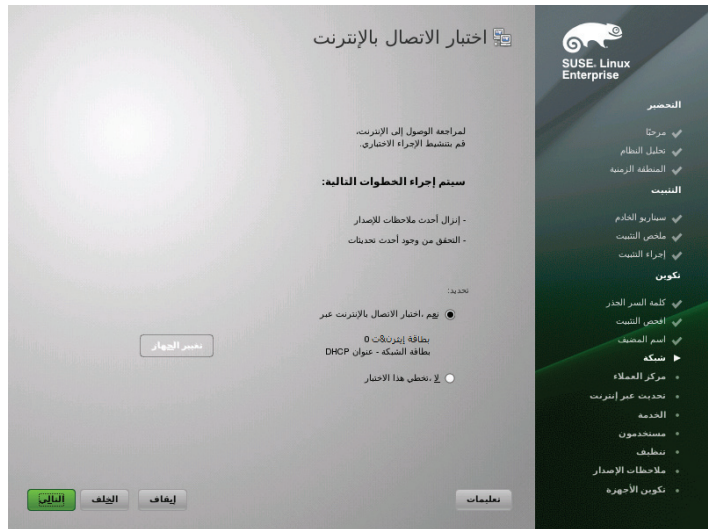 SUSE. Linux
Enterprise
التحضير
مرحبًا
تحليل النظام
المنطقة الزمنية
التثبيت
سيناريو الخادم
ملخص التثبيت
إجراء التثبيت
تكوين
كلمة السر الجذر
افحص التثبيت
اسم المضيف
شبكة
مركز العملاء
تحديث عبر إنترنت
الخدمة
مستخدمون
تنظيف
ملاحظات الإصدار
تكوين الأجهزة
اختبار الاتصال بالإنترنت
لمراجعة الوصول إلى الإنترنت،
قم بتنشيط الإجراء الاختباري.
سيتم إجراء الخطوات التالية:
- إنزال أحدث ملاحظات للإصدار
- التحقق من وجود أحدث تحديثات
تحديد:
نعم ،اختبار الاتصال بالإنترنت عبر
بطاقة إيثرن&ت 0
بطاقة الشبكة - عنوان DHCP
تغيير الجهاز
لا ،تخطي هذا الاختبار
تعليمات
إيقاف
الخلف
التالي